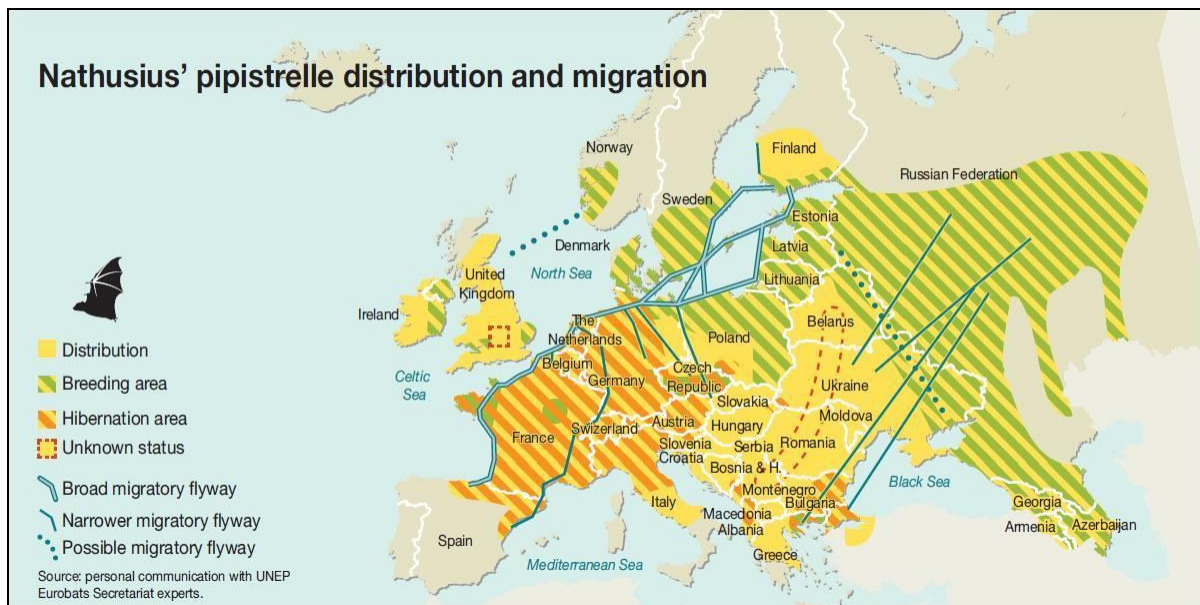 Nathusius’ pipistrelle distribution and migration
Norway
Finland
Russian Federation
Sweden
Estonia
Denmark
Latvia
North Sea
United
Kingdom
Lithuania
Ireland
The
Netherlands
Belarus
Poland
Belgium
Germany
Czech
Republic
Celtic
Sea
Ukraine
Slovakia
Moldova
Austria
Hungary
France
Swizerland
Slovenia
Croatia
Serbia
Romania
Bosnia & H.
Black Sea
Montenegro
Bulgaria
Italy
Macedonia
Albania
Georgia
Armenia
Azerbaijan
Spain
Greece
Mediterranean Sea
Distribution
Breeding area
Hibernation area
Unknown status
Broad migratory flyway
Narrower migratory flyway
Possible migratory flyway
Source: personal communication with UNEP
Eurobats Secretariat experts.